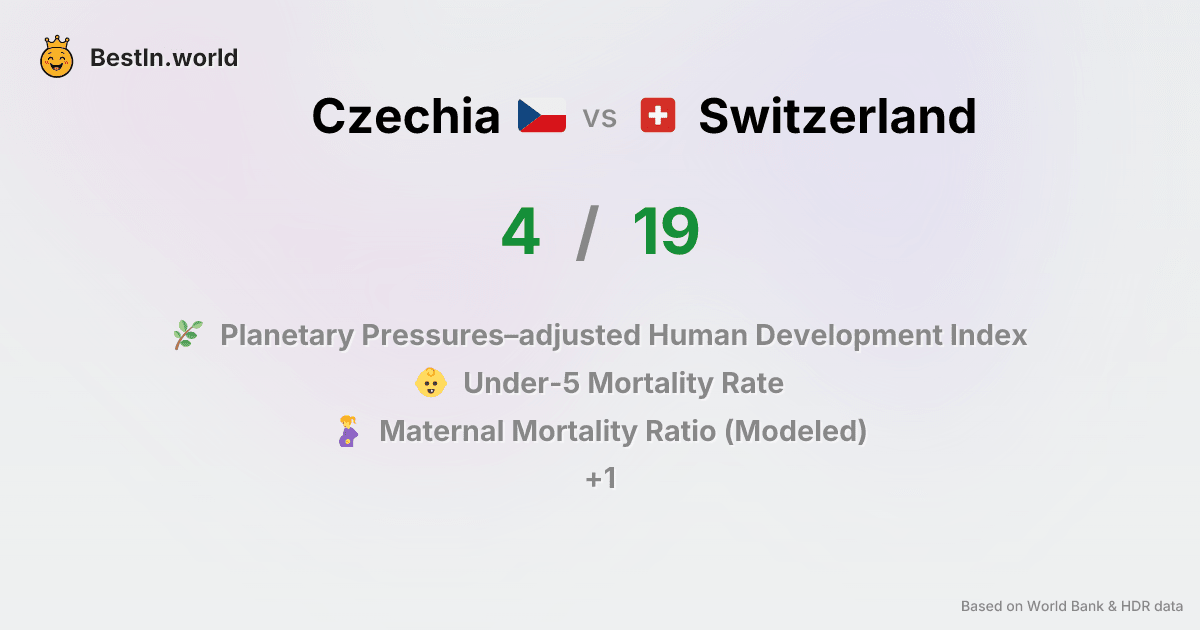 BestIn.world
Czechia vs Switzerland
4 / 19
Planetary Pressures–adjusted Human Development Index
Under-5 Mortality Rate
Maternal Mortality Ratio (Modeled)
+1
Based on World Bank & HDR data